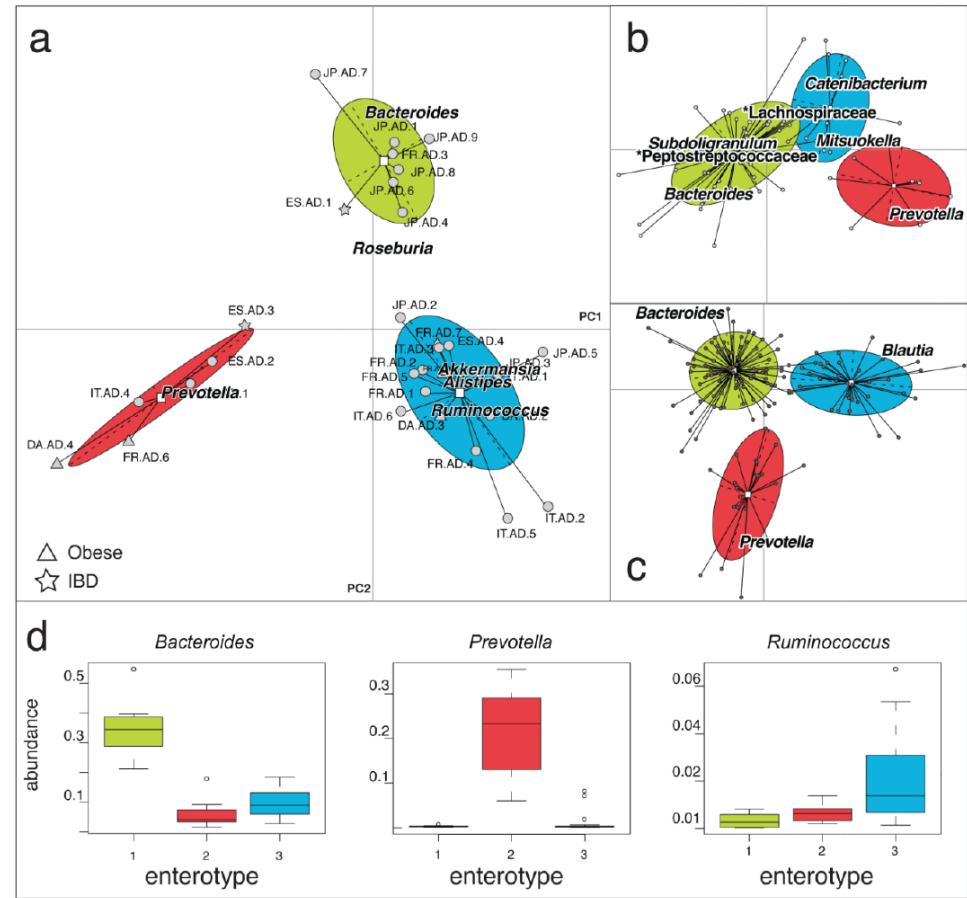 a
JP.AD.7
Bacteroides
JP.AD.1
JP.AD.9
FR.AD.3
JP.AD.8
JP.AD.6
ES.AD.1
JP.AD.4
Roseburia
ES.AD.3
JP.AD.2
PC1
FR.AD.7
ES.AD.4
IT.AD.3
JP.AD.5
ES.AD.2
FR.AD.2
Akkermansia
JP.AD.3
FR.AD.5
Alistipes
IT.AD.1
IT.AD.4
Prevotella
FR.AD.1
Ruminococcus
IT.AD.6
DA.AD.3
DA.AD.2
DA.AD.4
FR.AD.6
FR.AD.4
IT.AD.2
IT.AD.5
Obese
IBD
PC2
b
Catenibacterium
*Lachnospiraceae
Subdoligranulum
Mitsuokella
*Peptostreptococcaceae
Bacteroides
Prevotella
Bacteroides
Blautia
Prevotella
c
d
Bacteroides
Prevotella
Ruminococcus
abundance
0.5
0.3
0.1
1 2 3
enterotype
0.3
0.2
0.1
1 2 3
enterotype
0.06
0.04
0.02
0.01
1 2 3
enterotype